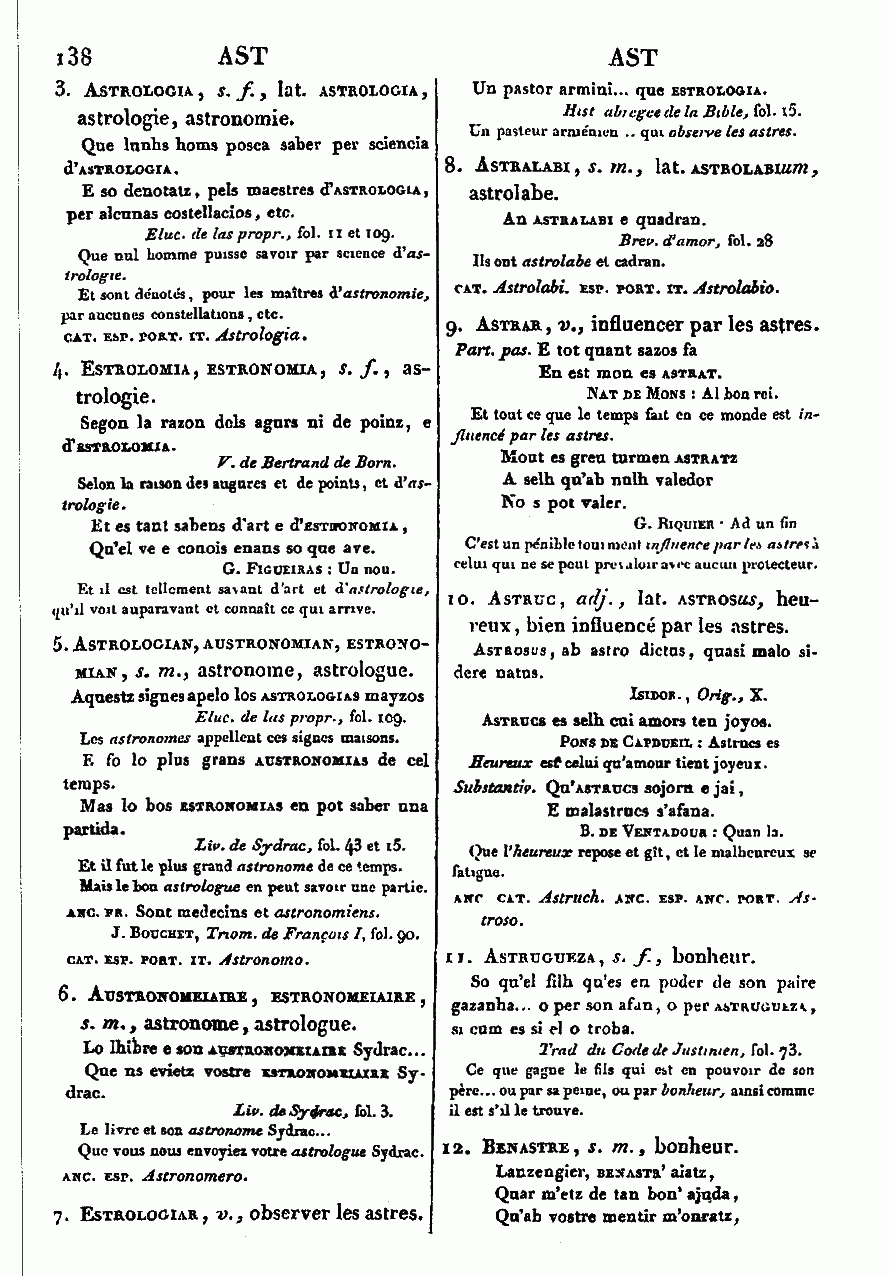 138 AST AST
3. ASTROLOGIA, s. f., lat. ASTROLOGIA,
astrologie, astronomie.
Que lunhs homs posca saber per sciencia
d'ASTROLOGIA.
E so denotatz, pels maestres d'ASTROLOGIA,
per alcunas costellacios, etc.
Eluc. de las propr., fol. 11 et 109.
Que nul homme puisse savoir par science d'as-
trologie.
Et sont dénotés, pour les maîtres d'astronomie,
par aucunes constellations, etc.
CAT. ESP. PORT. IT. Astrologia.
4. ESTROLOMIA, ESTRONOMIA, s. f., as-
trologie.
Segon la razon dels agurs ni de poinz, e
d'ESTROLOMIA.
V. de Bertrand de Born.
Selon la raison des augures et de points, et d'as-
trologie.
Et es tant sabens d'art e d'ESTRONOMIA,
Qu'el ve e conois enans so que ave.
G. FIGUEIRAS : Un nou.
Et il est tellement savant d'art et d'astrologie,
qu'il voit auparavant et connaît ce qui arrive.
5. ASTROLOGIAN, AUSTRONOMIAN, ESTRONO-
MIAN, s. m., astronome, astrologue.
Aquestz signes apelo los ASTROLOGIAS mayzos
Eluc. de las propr., fol. 109.
Les astronomes appellent ces signes maisons.
E fo lo plus grans AUSTRONOMIAS de cel
temps.
Mas lo bos ESTRONOMIAS en pot saber una
partida.
Liv. de Sydrac, fol. 43 et 15.
Et il fut le plus grand astronome de ce temps.
Mais le bon astrologue en peut savoir une partie.
ANC. FR. Sont medecins et astronomiens.
J. BOUCHET, Triom. de François I, fol. 90.
CAT. ESP. PORT. IT. Astronomo.
6. AUSTRONOMEIAIRE, ESTRONOMEIAIRE,
s. m., astronome, astrologue.
Lo lhibre e son AUSTRONOMEIAIRE Sydrac...
Que ns evietz vostre ESTRONOMEIAIRE Sy-
drac.
Liv. de Sydrac, fol. 3.
Le livre et son astronome Sydrac...
Que vous nous envoyiez votre astrologue Sydrac.
ANC. ESP. Astronomero.
7. ESTROLOGIAR, v., observer les astres.
Un pastor armini... que ESTROLOGIA.
Hist abregee de la Bible, fol. 15.
Un pasteur arménien .. qui observe les astres.
8. ASTRALABI, s. m., lat. ASTROLABIum,
astrolabe.
An ASTRALABI e quadran.
Brev. d'amor, fol. 28
Ils ont astrolabe et cadran.
CAT. Astrolabi. ESP. PORT. IT. Astrolabio.
9. ASTRAR, v., influencer par les astres.
Part. pas. E tot quant sazos fa
En est mon es ASTRAT.
NAT DE MONS : Al bon rei.
Et tout ce que le temps fait en ce monde est in-
fluencé par les astres.
Mout es greu turmen ASTRATZ
A selh qu'ab nulh valedor
No s pot valer.
G. RIQUIER · Ad un fin
C'est un pénible tourment influence par les astres à
celui qui ne se peut prevaloir avec aucun protecteur.
10. ASTRUC, adj., lat. ASTROSus, heu-
reux, bien influencé par les astres.
ASTROSUS, ab astro dictus, quasi malo si-
dere natus.
ISIDOR., Orig., X.
ASTRUCS es selh cui amors ten joyos.
PONS DE CAPDUEIL : Astrucs es
Heureux est celui qu'amour tient joyeux.
Substantiv. Qu'ASTRUCS sojorn e jai,
E malastrucs s'afana.
B. DE VENTADOUR : Quan la.
Que l'heureux repose et gît, et le malheureux se
fatigue.
ANC CAT. Astruch. ANC. ESP. ANC. PORT. As-
troso.
11. ASTRUGUEZA, s. f., bonheur.
So qu'el filh qu'es en poder de son paire
gazanha... o per son afan, o per ASTRUGUEZA,
si cum es si el o troba.
Trad du Code de Justinien, fol. 73.
Ce que gagne le fils qui est en pouvoir de son
père... ou par sa peine, ou par bonheur, ainsi comme
il est s'il le trouve.
12. BENASTRE, s. m., bonheur.
Lanzengier, BENASTR' aiatz,
Quar m'etz de tan bon' ajuda,
Qu'ab vostre mentir m'onratz,